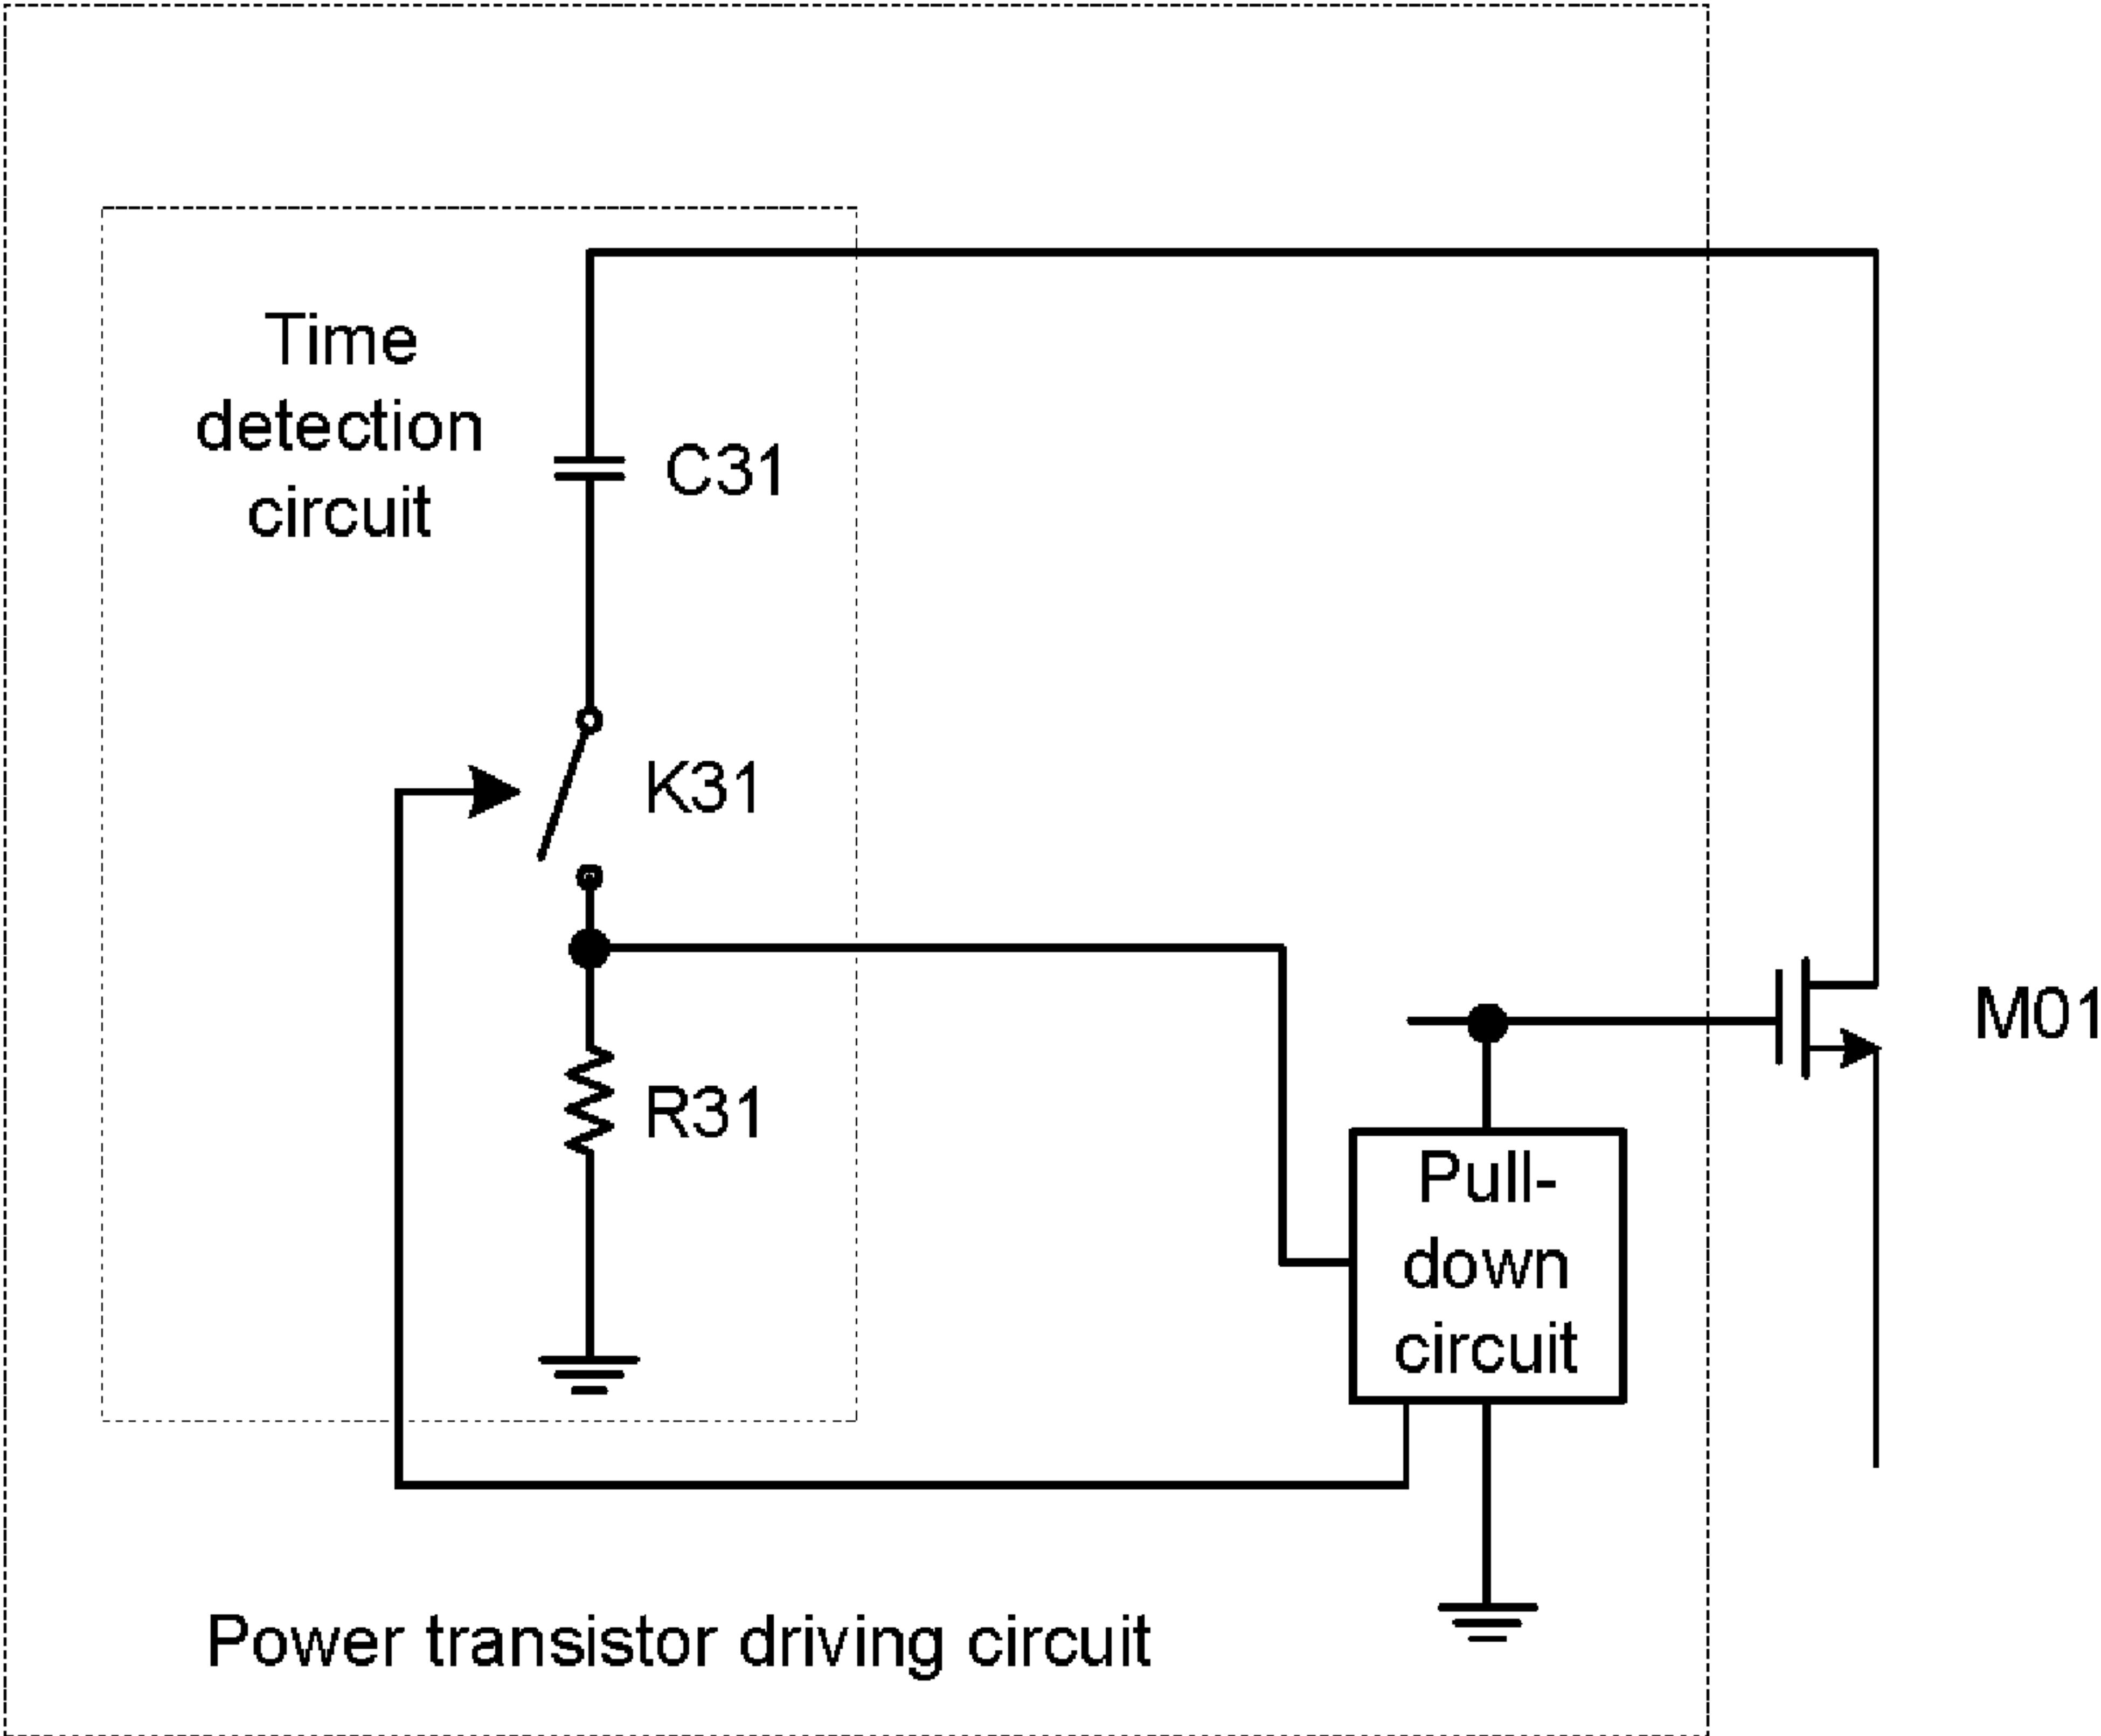 Time
detection
circuit
C31
K31
R31
M01
Pull-
down
circuit
Power transistor driving circuit